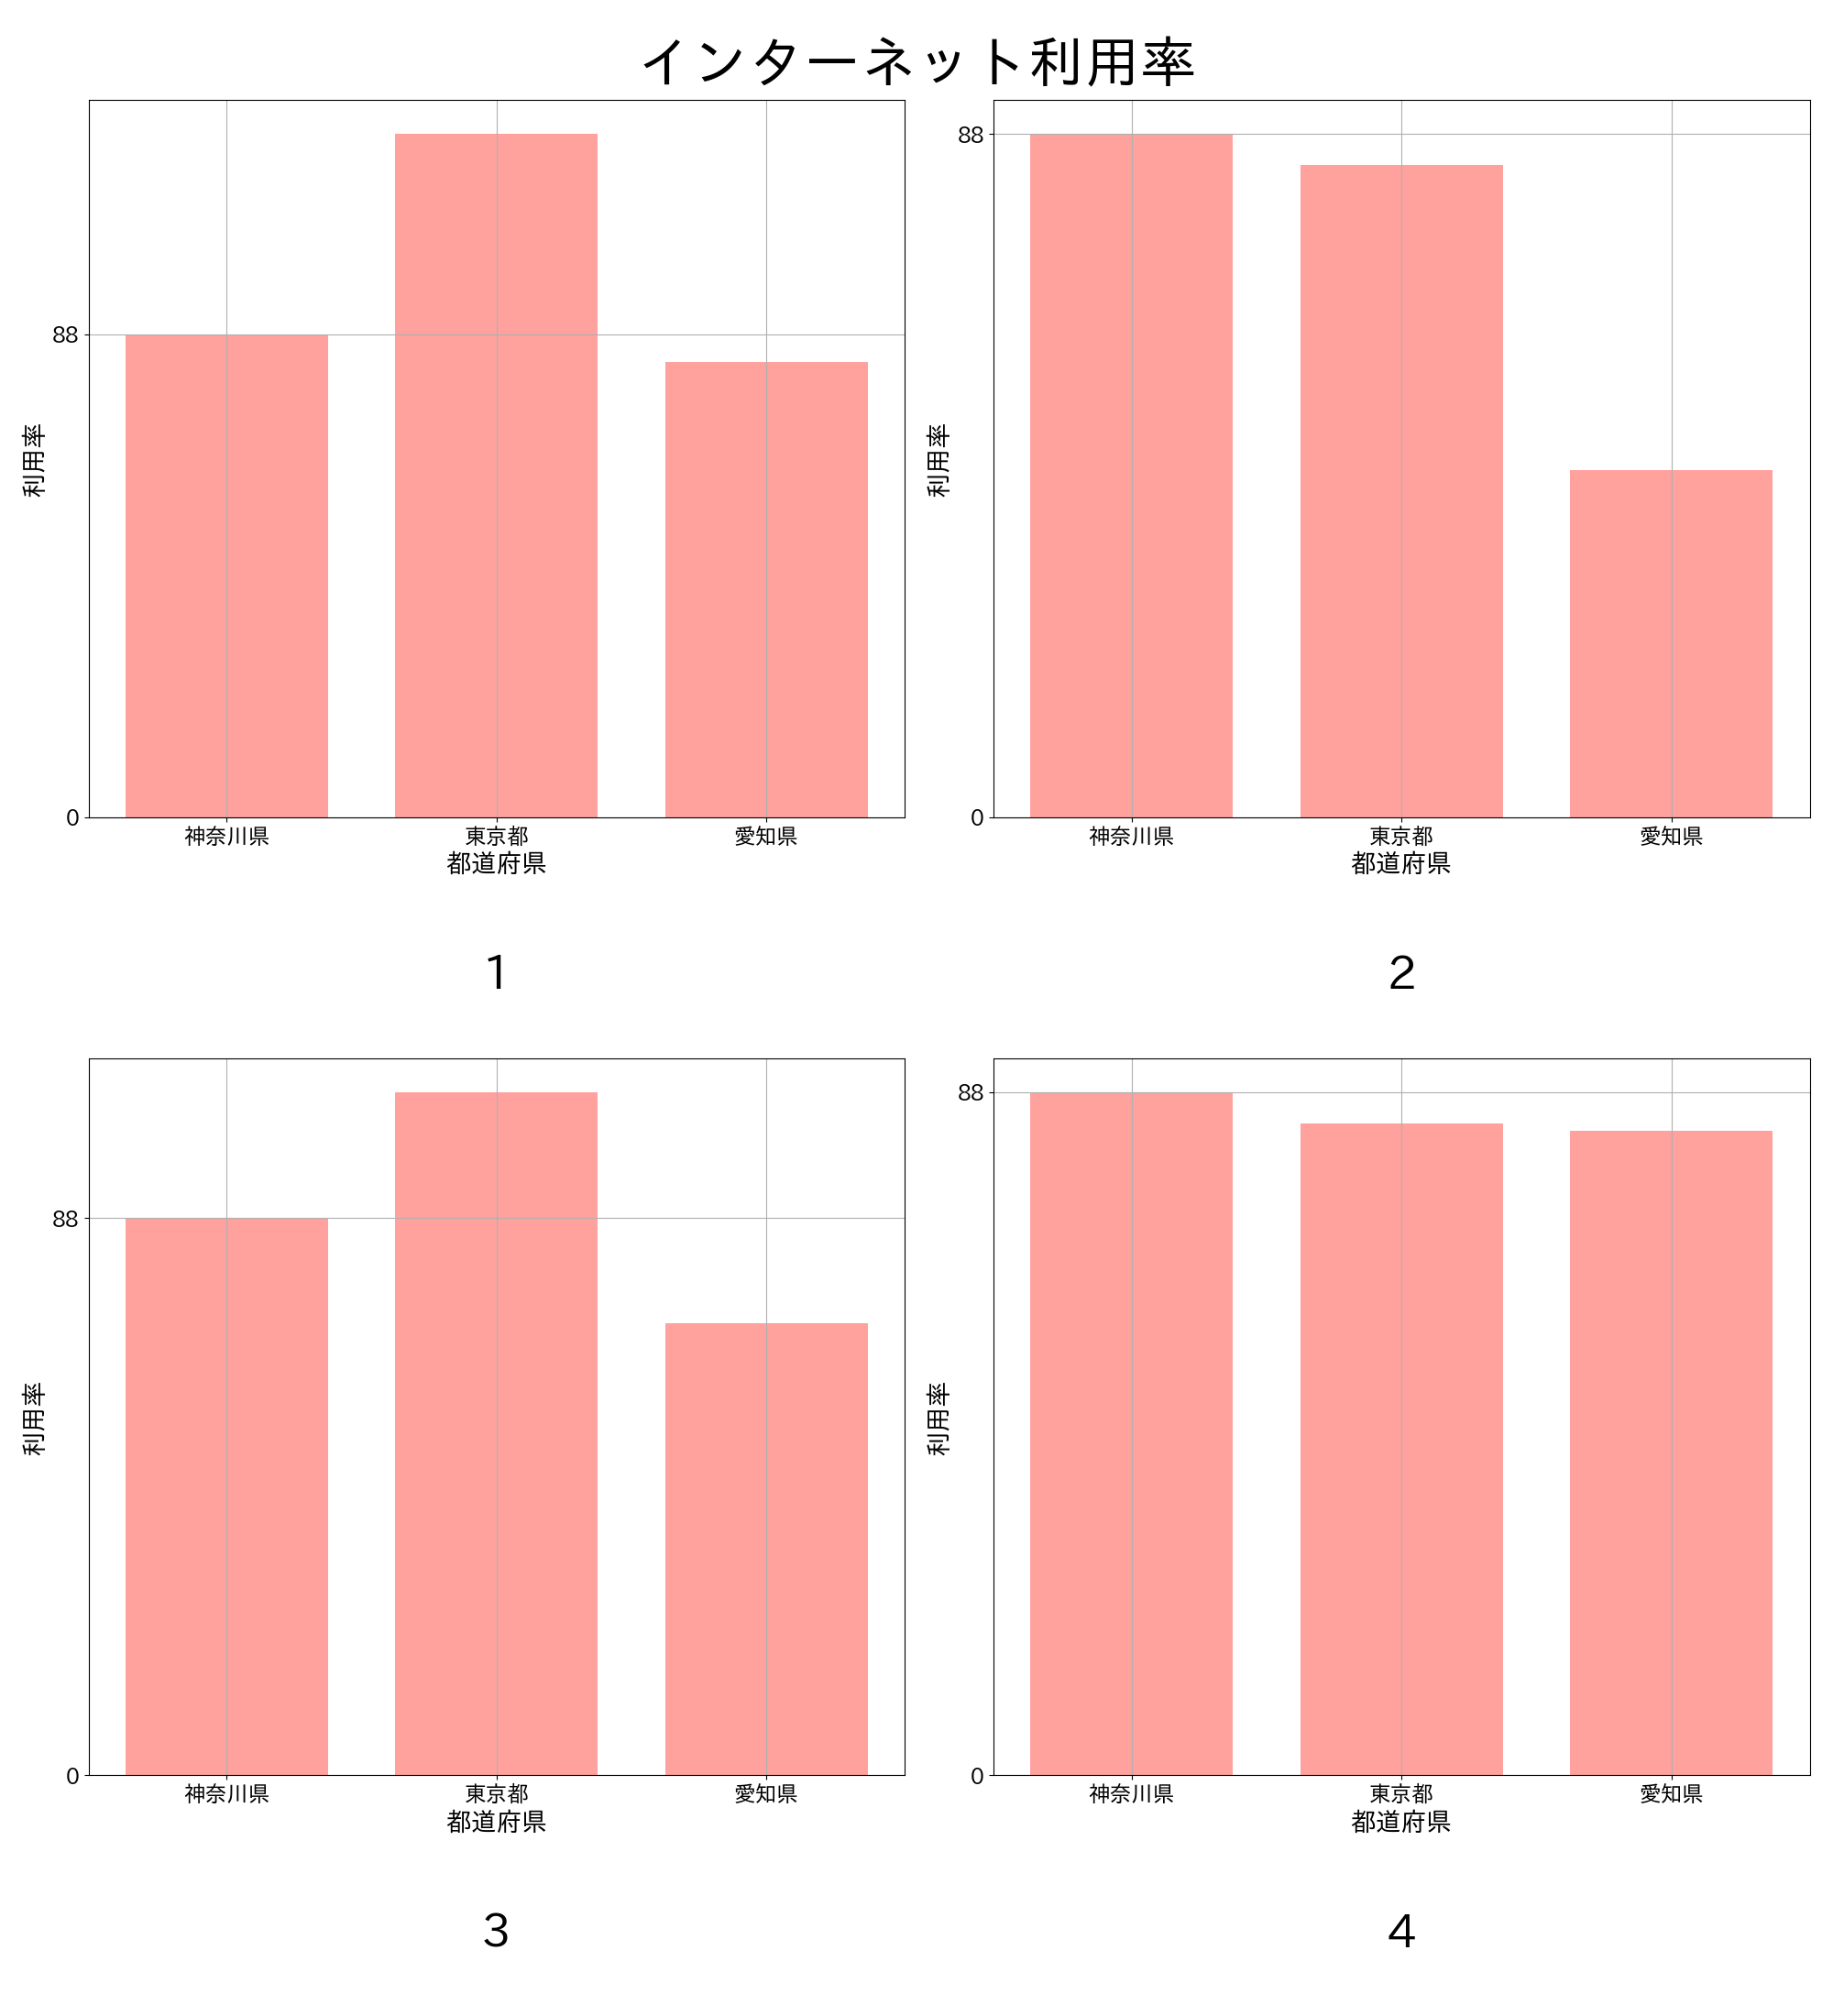 インターネット利用率
88
0
利用率
神奈川県 東京都 愛知県
都道府県
1
88
0
利用率
神奈川県 東京都 愛知県
都道府県
2
88
0
利用率
神奈川県 東京都 愛知県
都道府県
3
88
0
利用率
神奈川県 東京都 愛知県
都道府県
4